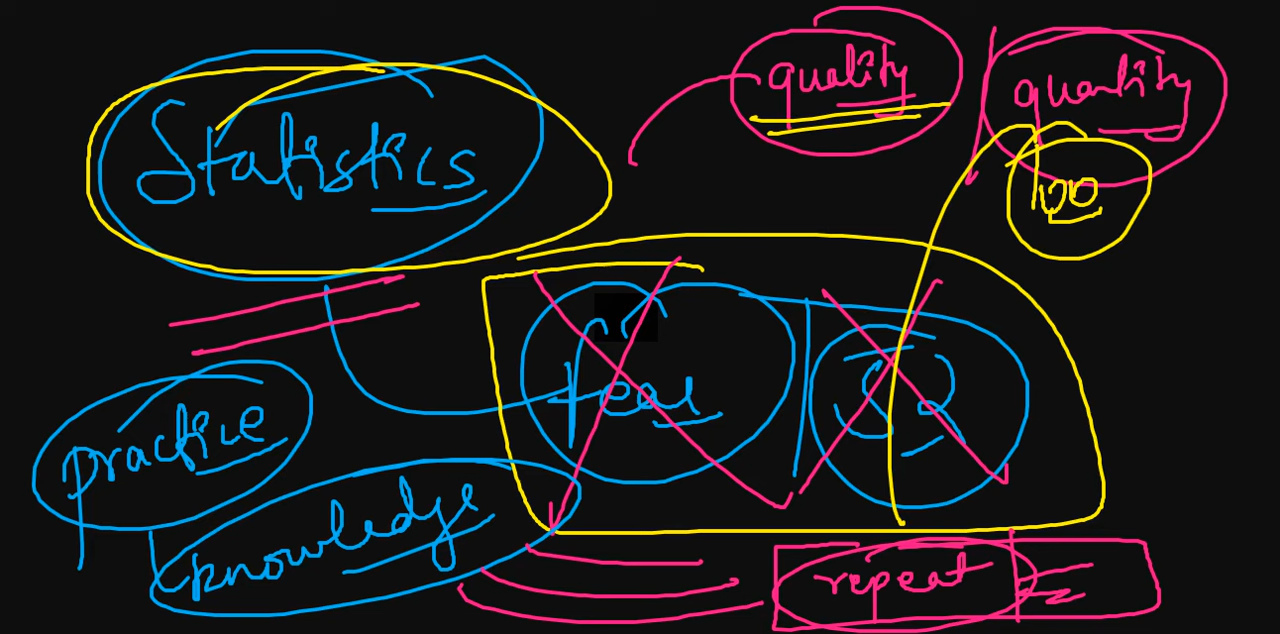 quality
quantity
Statistics
100
fear
practice
knowledge
repeat